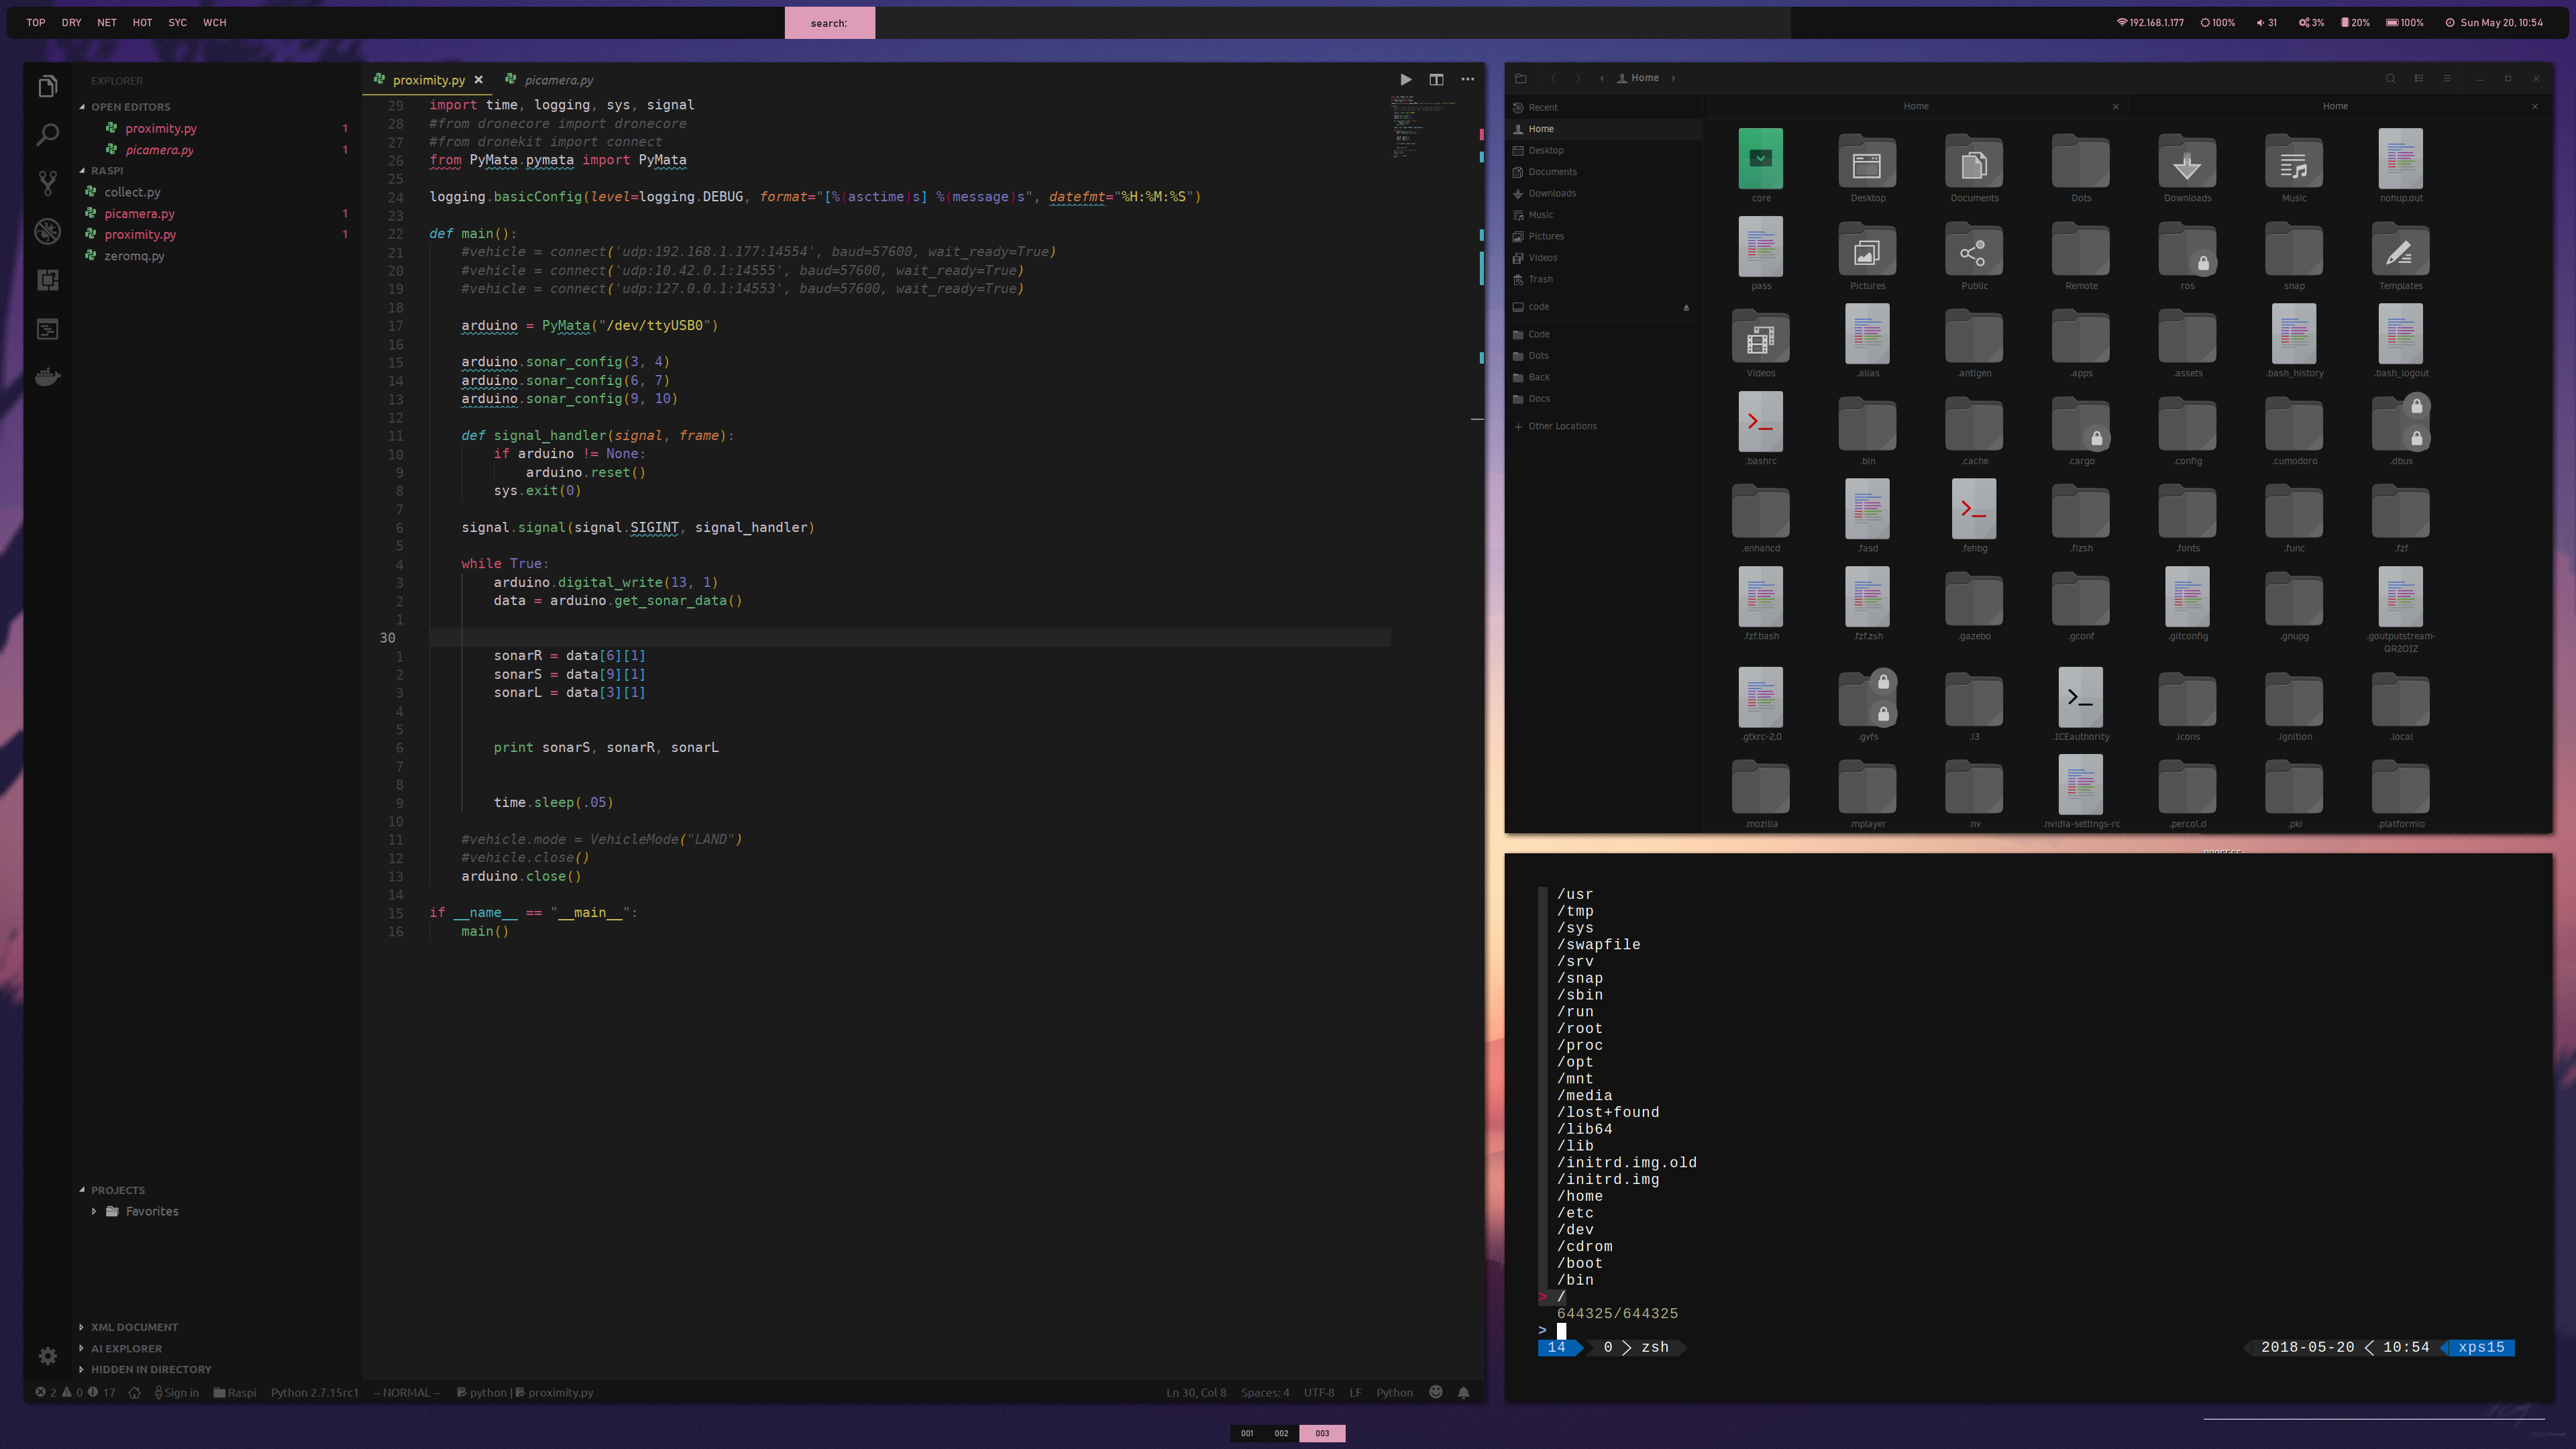 TOP DRY NET HOT SYC WCH
search:
192.168.1.177 100% 31 3% 20% 100% Sun May 20, 10:54
EXPLORER
OPEN EDITORS
proximity.py 1
picamera.py 1
RASPI
collect.py
picamera.py 1
proximity.py 1
zeromq.py
PROJECTS
Favorites
XML DOCUMENT
AI EXPLORER
HIDDEN IN DIRECTORY
proximity.py picamera.py
29 import time, logging, sys, signal
28 #from dronecore import dronecore
27 #from dronekit import connect
26 from PyMata.pymata import PyMata
25
24 logging.basicConfig(level=logging.DEBUG, format="[%(asctime)s] %(message)s", datefmt="%H:%M:%S")
23
22 def main():
21 #vehicle = connect('udp:192.168.1.177:14554', baud=57600, wait_ready=True)
20 #vehicle = connect('udp:10.42.0.1:14555', baud=57600, wait_ready=True)
19 #vehicle = connect('udp:127.0.0.1:14553', baud=57600, wait_ready=True)
18
17 arduino = PyMata("/dev/ttyUSB0")
16
15 arduino.sonar_config(3, 4)
14 arduino.sonar_config(6, 7)
13 arduino.sonar_config(9, 10)
12
11 def signal_handler(signal, frame):
10 if arduino != None:
9 arduino.reset()
8 sys.exit(0)
7
6 signal.signal(signal.SIGINT, signal_handler)
5
4 while True:
3 arduino.digital_write(13, 1)
2 data = arduino.get_sonar_data()
1
30
1 sonarR = data[6][1]
2 sonarS = data[9][1]
3 sonarL = data[3][1]
4
5
6 print sonarS, sonarR, sonarL
7
8
9 time.sleep(.05)
10
11 #vehicle.mode = VehicleMode("LAND")
12 #vehicle.close()
13 arduino.close()
14
15 if __name__ == "__main__":
16 main()
2 0 17 Sign in Raspi Python 2.7.15rc1 -- NORMAL -- python | proximity.py Ln 30, Col 8 Spaces: 4 UTF-8 LF Python
Home
Recent
Home
Desktop
Documents
Downloads
Music
Pictures
Videos
Trash
code
Code
Dots
Back
Docs
Other Locations
Home Home
core Desktop Documents Dots Downloads Music nohup.out
pass Pictures Public Remote ros snap Templates
Videos .alias .antigen .apps .assets .bash_history .bash_logout
.bashrc .bin .cache .cargo .config .cumodoro .dbus
.enhancd .fasd .fehbg .fizsh .fonts .func .fzf
.fzf.bash .fzf.zsh .gazebo .gconf .gitconfig .gnupg .goutputstream-QR2OIZ
.gtkrc-2.0 .gvfs .i3 .ICEauthority .icons .ignition .local
.mozilla .mplayer .nv .nvidia-settings-rc .percol.d .pki .platformio
/usr
/tmp
/sys
/swapfile
/srv
/snap
/sbin
/run
/root
/proc
/opt
/mnt
/media
/lost+found
/lib64
/lib
/initrd.img.old
/initrd.img
/home
/etc
/dev
/cdrom
/boot
/bin
> /
644325/644325
>
14 0 zsh 2018-05-20 < 10:54 xps15
001 002 003